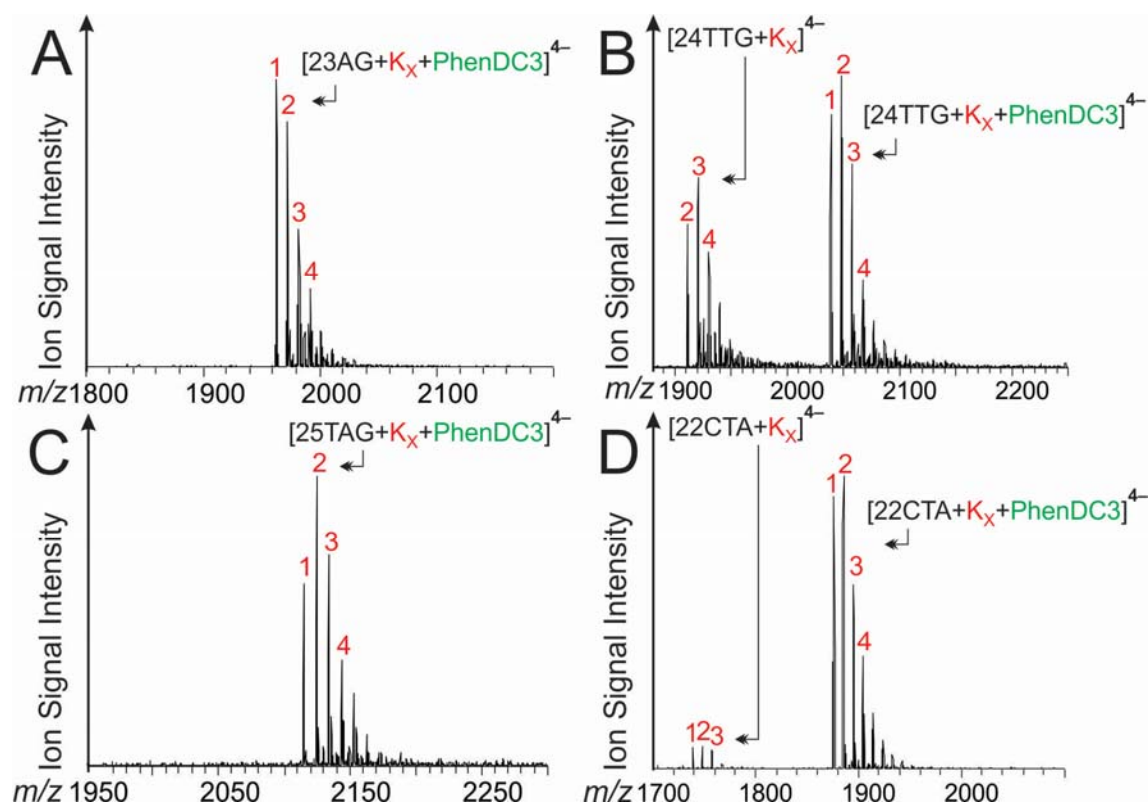 A
Ion Signal Intensity
[23AG+KX+PhenDC3]4–
1
2
3
4
m/z
1800
1900
2000
2100
B
Ion Signal Intensity
[24TTG+KX]4–
[24TTG+KX+PhenDC3]4–
2
3
4
1
2
3
4
m/z
1900
2000
2100
2200
C
Ion Signal Intensity
[25TAG+KX+PhenDC3]4–
1
2
3
4
m/z
1950
2050
2150
2250
D
Ion Signal Intensity
[22CTA+KX]4–
[22CTA+KX+PhenDC3]4–
1
2
3
1
2
3
4
m/z
1700
1800
1900
2000